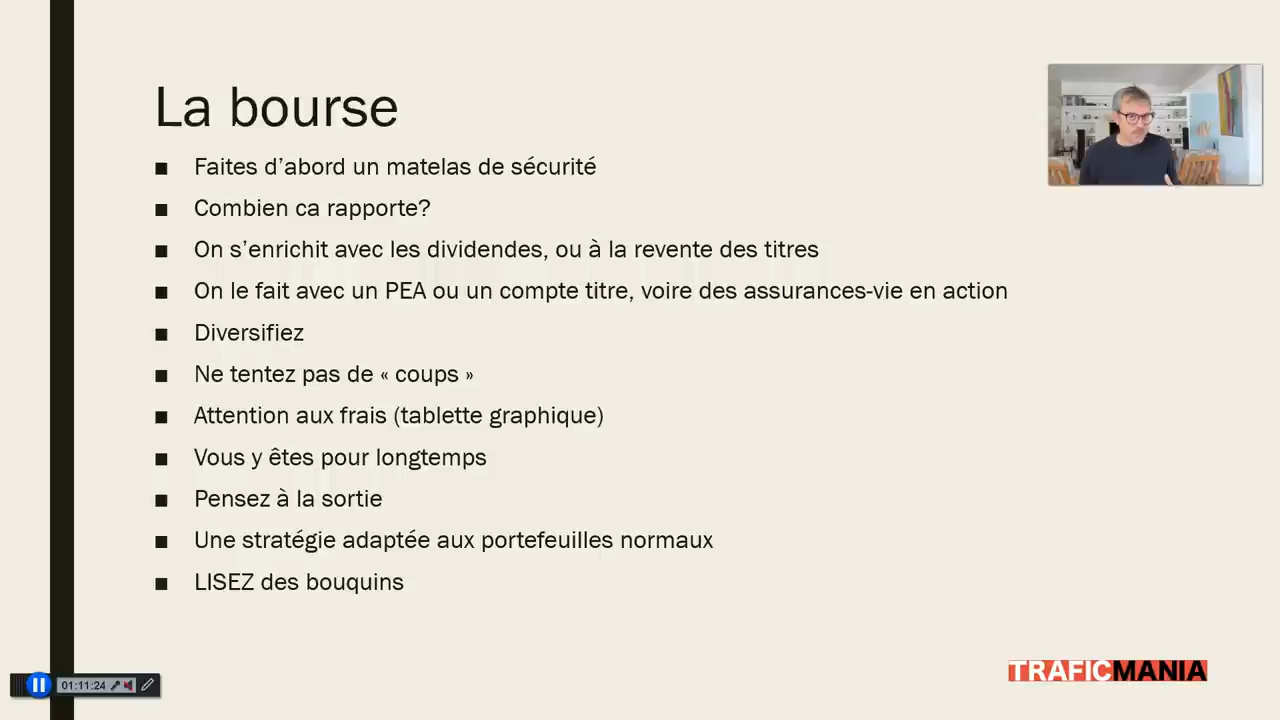 La bourse
Faites d’abord un matelas de sécurité
Combien ca rapporte?
On s’enrichit avec les dividendes, ou à la revente des titres
On le fait avec un PEA ou un compte titre, voire des assurances-vie en action
Diversifiez
Ne tentez pas de « coups »
Attention aux frais (tablette graphique)
Vous y êtes pour longtemps
Pensez à la sortie
Une stratégie adaptée aux portefeuilles normaux
LISEZ des bouquins
TRAFICMANIA
01:11:24